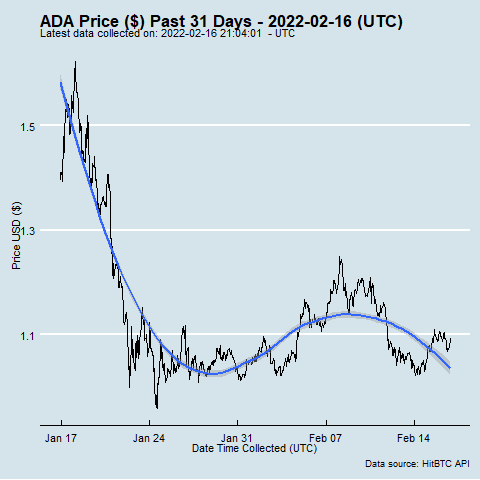 ADA Price ($) Past 31 Days - 2022-02-16 (UTC)
Latest data collected on: 2022-02-16 21:04:01 - UTC
1.5
1.3
1.1
Price USD ($)
Jan 17 Jan 24 Jan 31 Feb 07 Feb 14
Date Time Collected (UTC)
Data source: HitBTC API